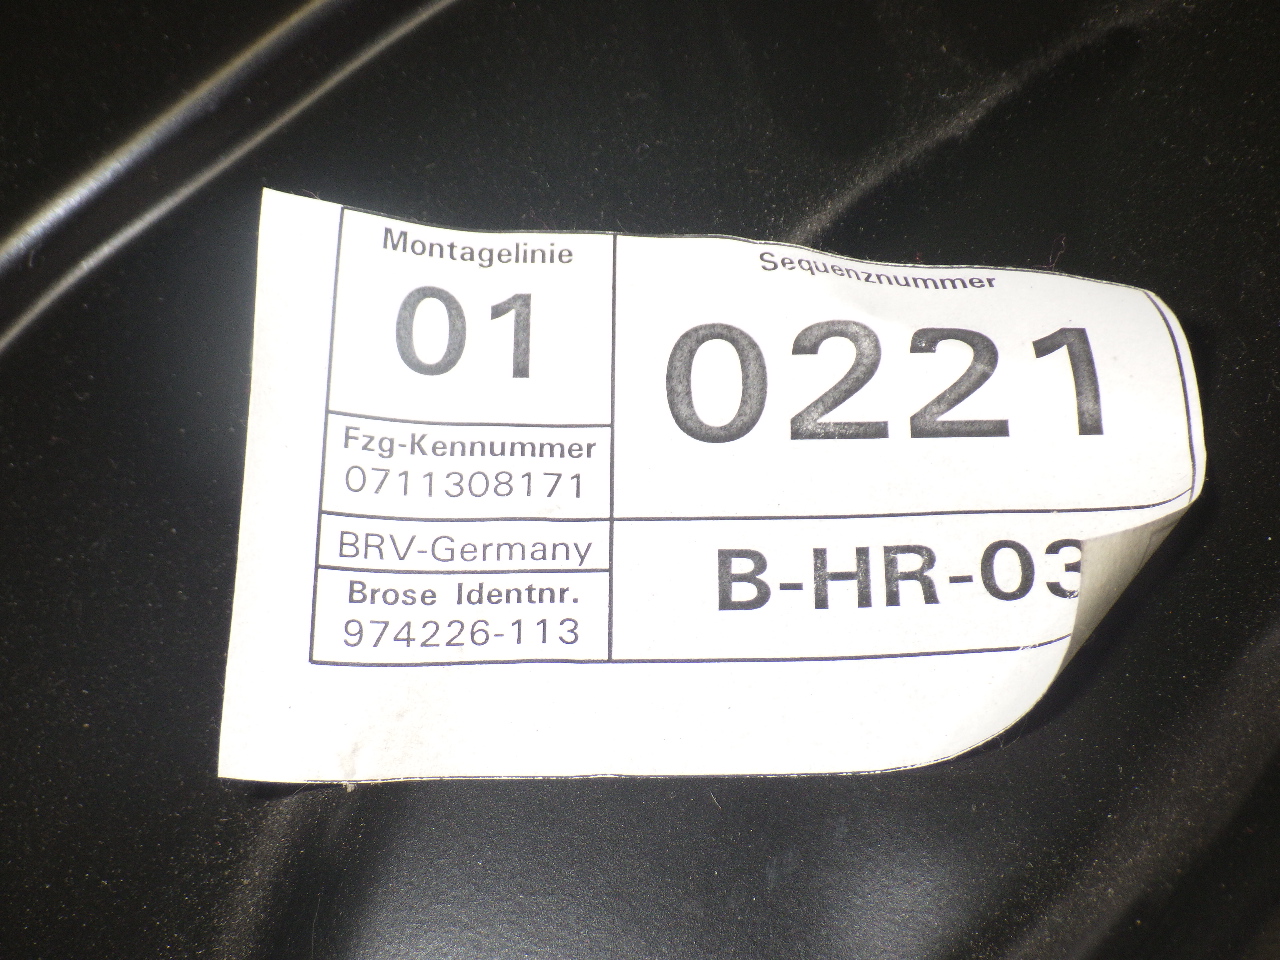 Montagelinie
01
Fzg-Kennummer
0711308171
BRV-Germany
Brose Identnr.
974226-113
Sequenznummer
0221
B-HR-03